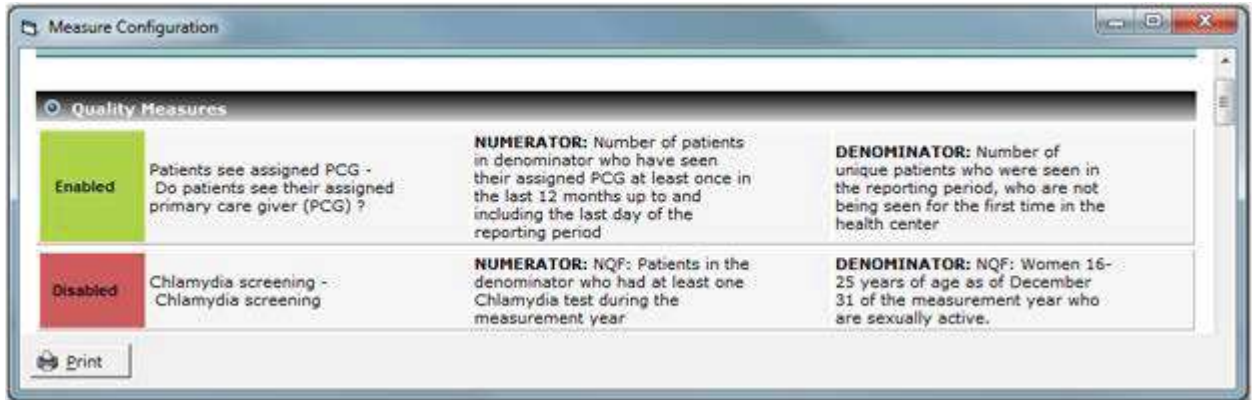 Measure Configuration
Quality Measures
Enabled
Patients see assigned PCG -
Do patients see their assigned
primary care giver (PCG) ?
NUMERATOR: Number of patients
in denominator who have seen
their assigned PCG at least once in
the last 12 months up to and
including the last day of the
reporting period
DENOMINATOR: Number of
unique patients who were seen in
the reporting period, who are not
being seen for the first time in the
health center
Disabled
Chlamydia screening -
Chlamydia screening
NUMERATOR: NQF: Patients in the
denominator who had at least one
Chlamydia test during the
measurement year
DENOMINATOR: NQF: Women 16-
25 years of age as of December
31 of the measurement year who
are sexually active.
Print